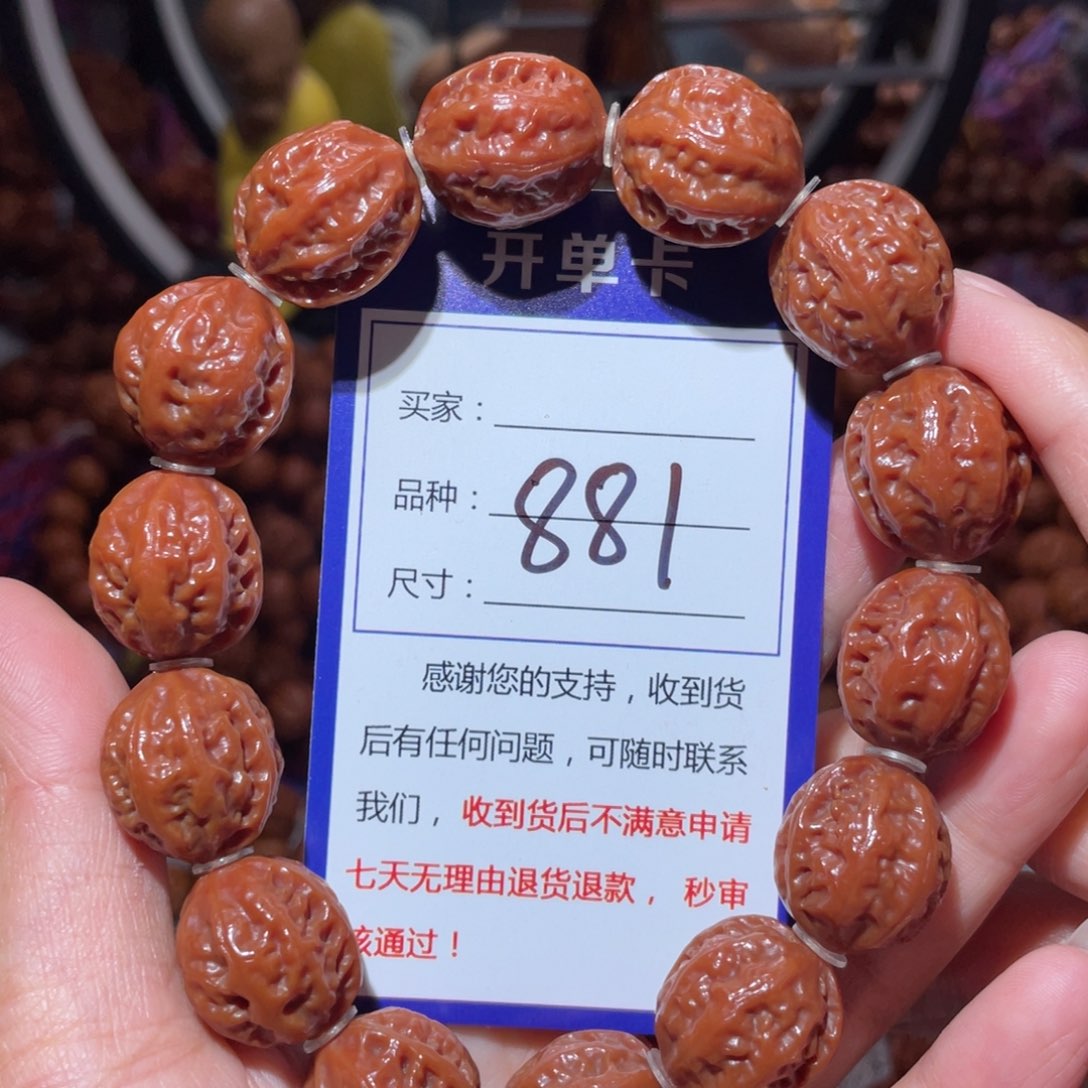 开单卡
买家：
品种：
881
尺寸：
感谢您的支持，收到货
后有任何问题，可随时联系
我们，收到货后不满意申请
七天无理由退货退款，秒审
核通过！